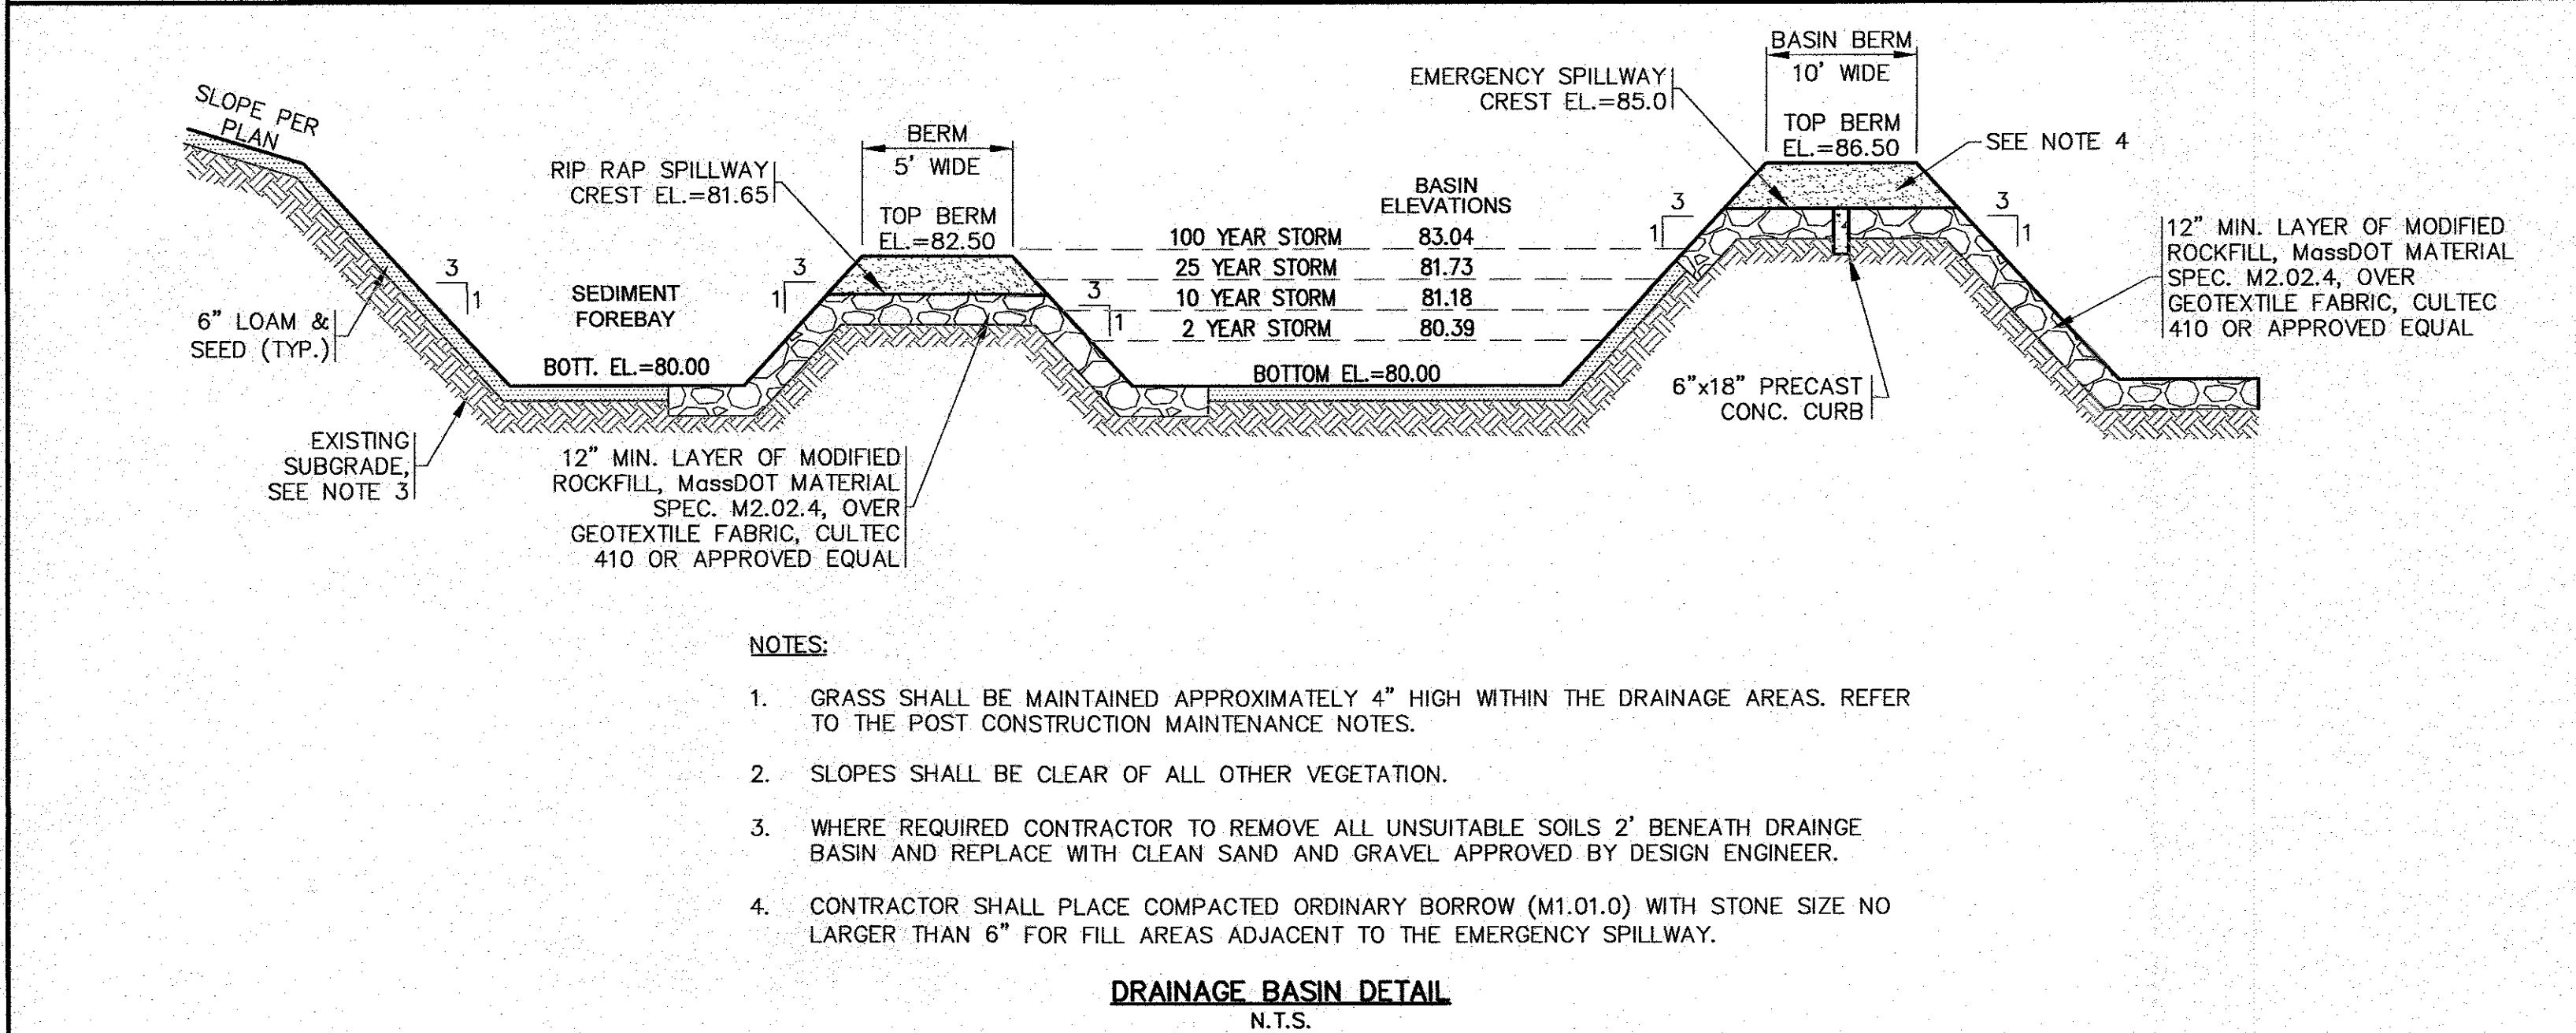 SLOPE PER
PLAN
6" LOAM &
SEED (TYP.)
EXISTING
SUBGRADE,
SEE NOTE 3
3
1
SEDIMENT
FOREBAY
BOTT. EL.=80.00
RIP RAP SPILLWAY
CREST EL.=81.65
3
1
BERM
5' WIDE
TOP BERM
EL.=82.50
3
1
12" MIN. LAYER OF MODIFIED
ROCKFILL, MassDOT MATERIAL
SPEC. M2.02.4, OVER
GEOTEXTILE FABRIC, CULTEC
410 OR APPROVED EQUAL
BASIN
ELEVATIONS
100 YEAR STORM 83.04
25 YEAR STORM 81.73
10 YEAR STORM 81.18
2 YEAR STORM 80.39
BOTTOM EL.=80.00
EMERGENCY SPILLWAY
CREST EL.=85.0
3
1
BASIN BERM
10' WIDE
TOP BERM
EL.=86.50
SEE NOTE 4
3
1
6"x18" PRECAST
CONC. CURB
12" MIN. LAYER OF MODIFIED
ROCKFILL, MassDOT MATERIAL
SPEC. M2.02.4, OVER
GEOTEXTILE FABRIC, CULTEC
410 OR APPROVED EQUAL
NOTES:
1. GRASS SHALL BE MAINTAINED APPROXIMATELY 4" HIGH WITHIN THE DRAINAGE AREAS. REFER
TO THE POST CONSTRUCTION MAINTENANCE NOTES.
2. SLOPES SHALL BE CLEAR OF ALL OTHER VEGETATION.
3. WHERE REQUIRED CONTRACTOR TO REMOVE ALL UNSUITABLE SOILS 2' BENEATH DRAINGE
BASIN AND REPLACE WITH CLEAN SAND AND GRAVEL APPROVED BY DESIGN ENGINEER.
4. CONTRACTOR SHALL PLACE COMPACTED ORDINARY BORROW (M1.01.0) WITH STONE SIZE NO
LARGER THAN 6" FOR FILL AREAS ADJACENT TO THE EMERGENCY SPILLWAY.
DRAINAGE BASIN DETAIL
N.T.S.